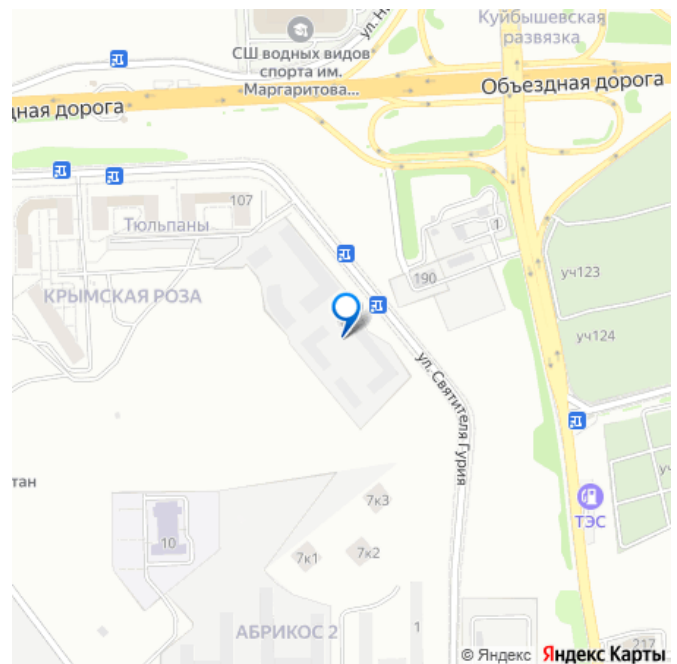 ул. Н
Куйбышевская
развязка
СШ водных видов
спорта им.
Маргаритова...
Объездная дорога
дная дорога
107
Тюльпаны
1
190
уч123
КРЫМСКАЯ РОЗА
уч124
ул. Святителя Гурия
тан
7к3
ТЭС
10
7к1
7к2
АБРИКОС 2
1
217
© Яндекс Яндекс Карты